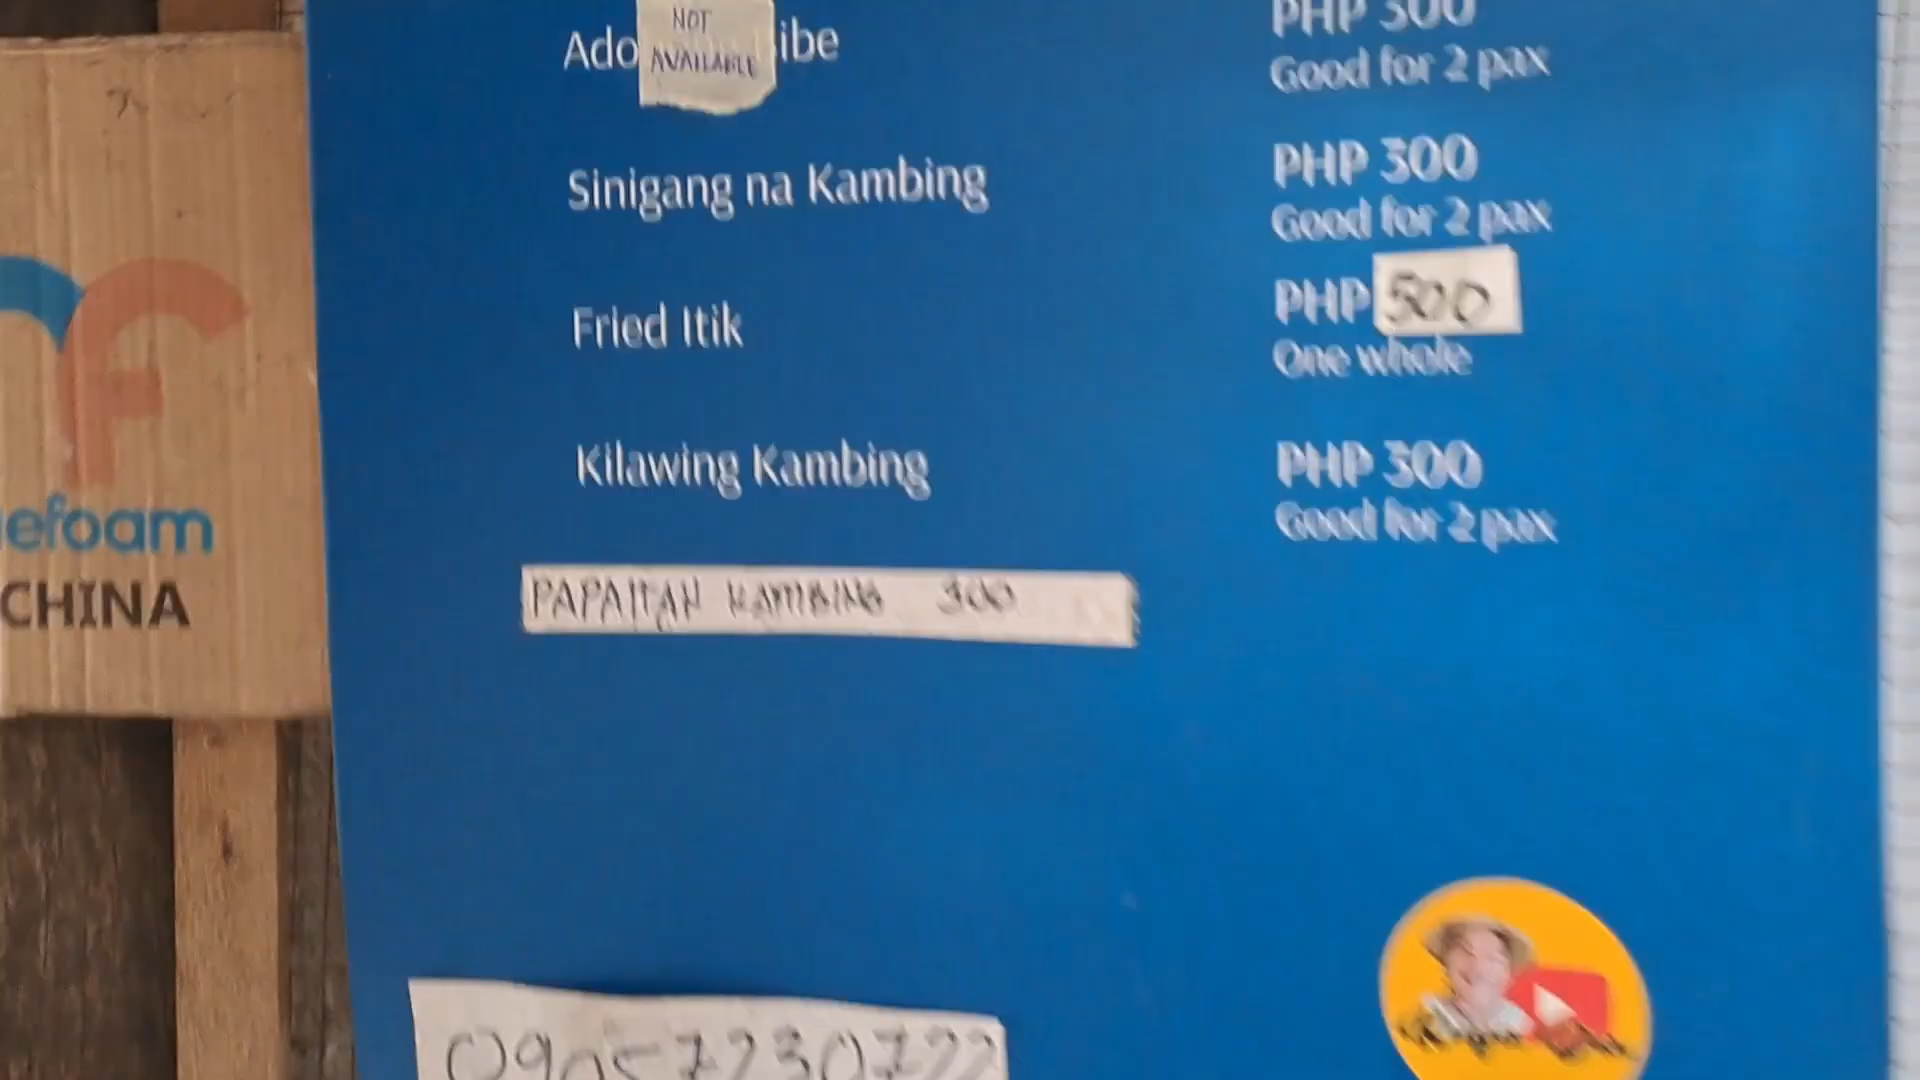 NOT
AVAILABLE
Ado ibe
PHP 300
Good for 2 pax
Sinigang na Kambing
PHP 300
Good for 2 pax
Fried Itik
PHP 500
One whole
Kilawing Kambing
PHP 300
Good for 2 pax
PAPAITAN KAMBING 300
efoam
CHINA
09057230722